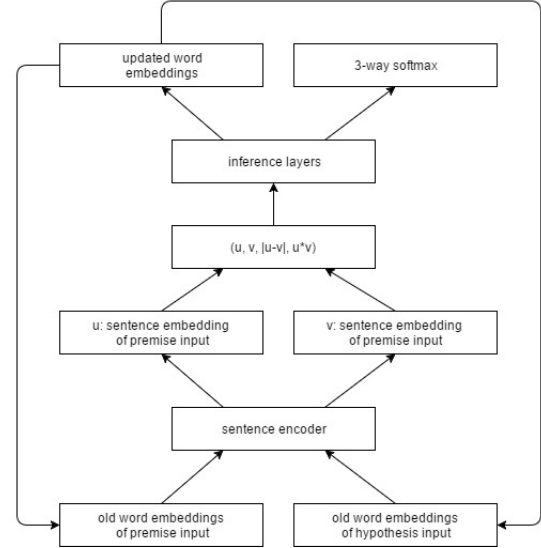 updated word
embeddings
3-way softmax
inference layers
(u, v, |u-v|, u*v)
u: sentence embedding
of premise input
v: sentence embedding
of premise input
sentence encoder
old word embeddings
of premise input
old word embeddings
of hypothesis input